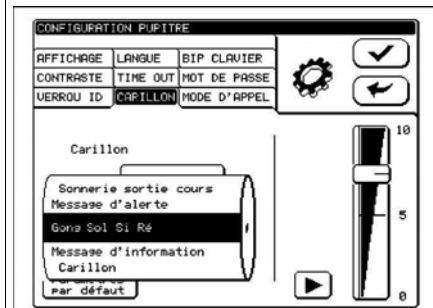 CONFIGURATION PUPITRE
AFFICHAGE LANGUE BIP CLAVIER
CONTRASTE TIME OUT MOT DE PASSE
VERROU ID CARILLON MODE D'APPEL
Carillon
Sonnerie sortie cours
Message d'alerte
Gong Sol Si Ré
Message d'information
Carillon
par défaut
10
5
0